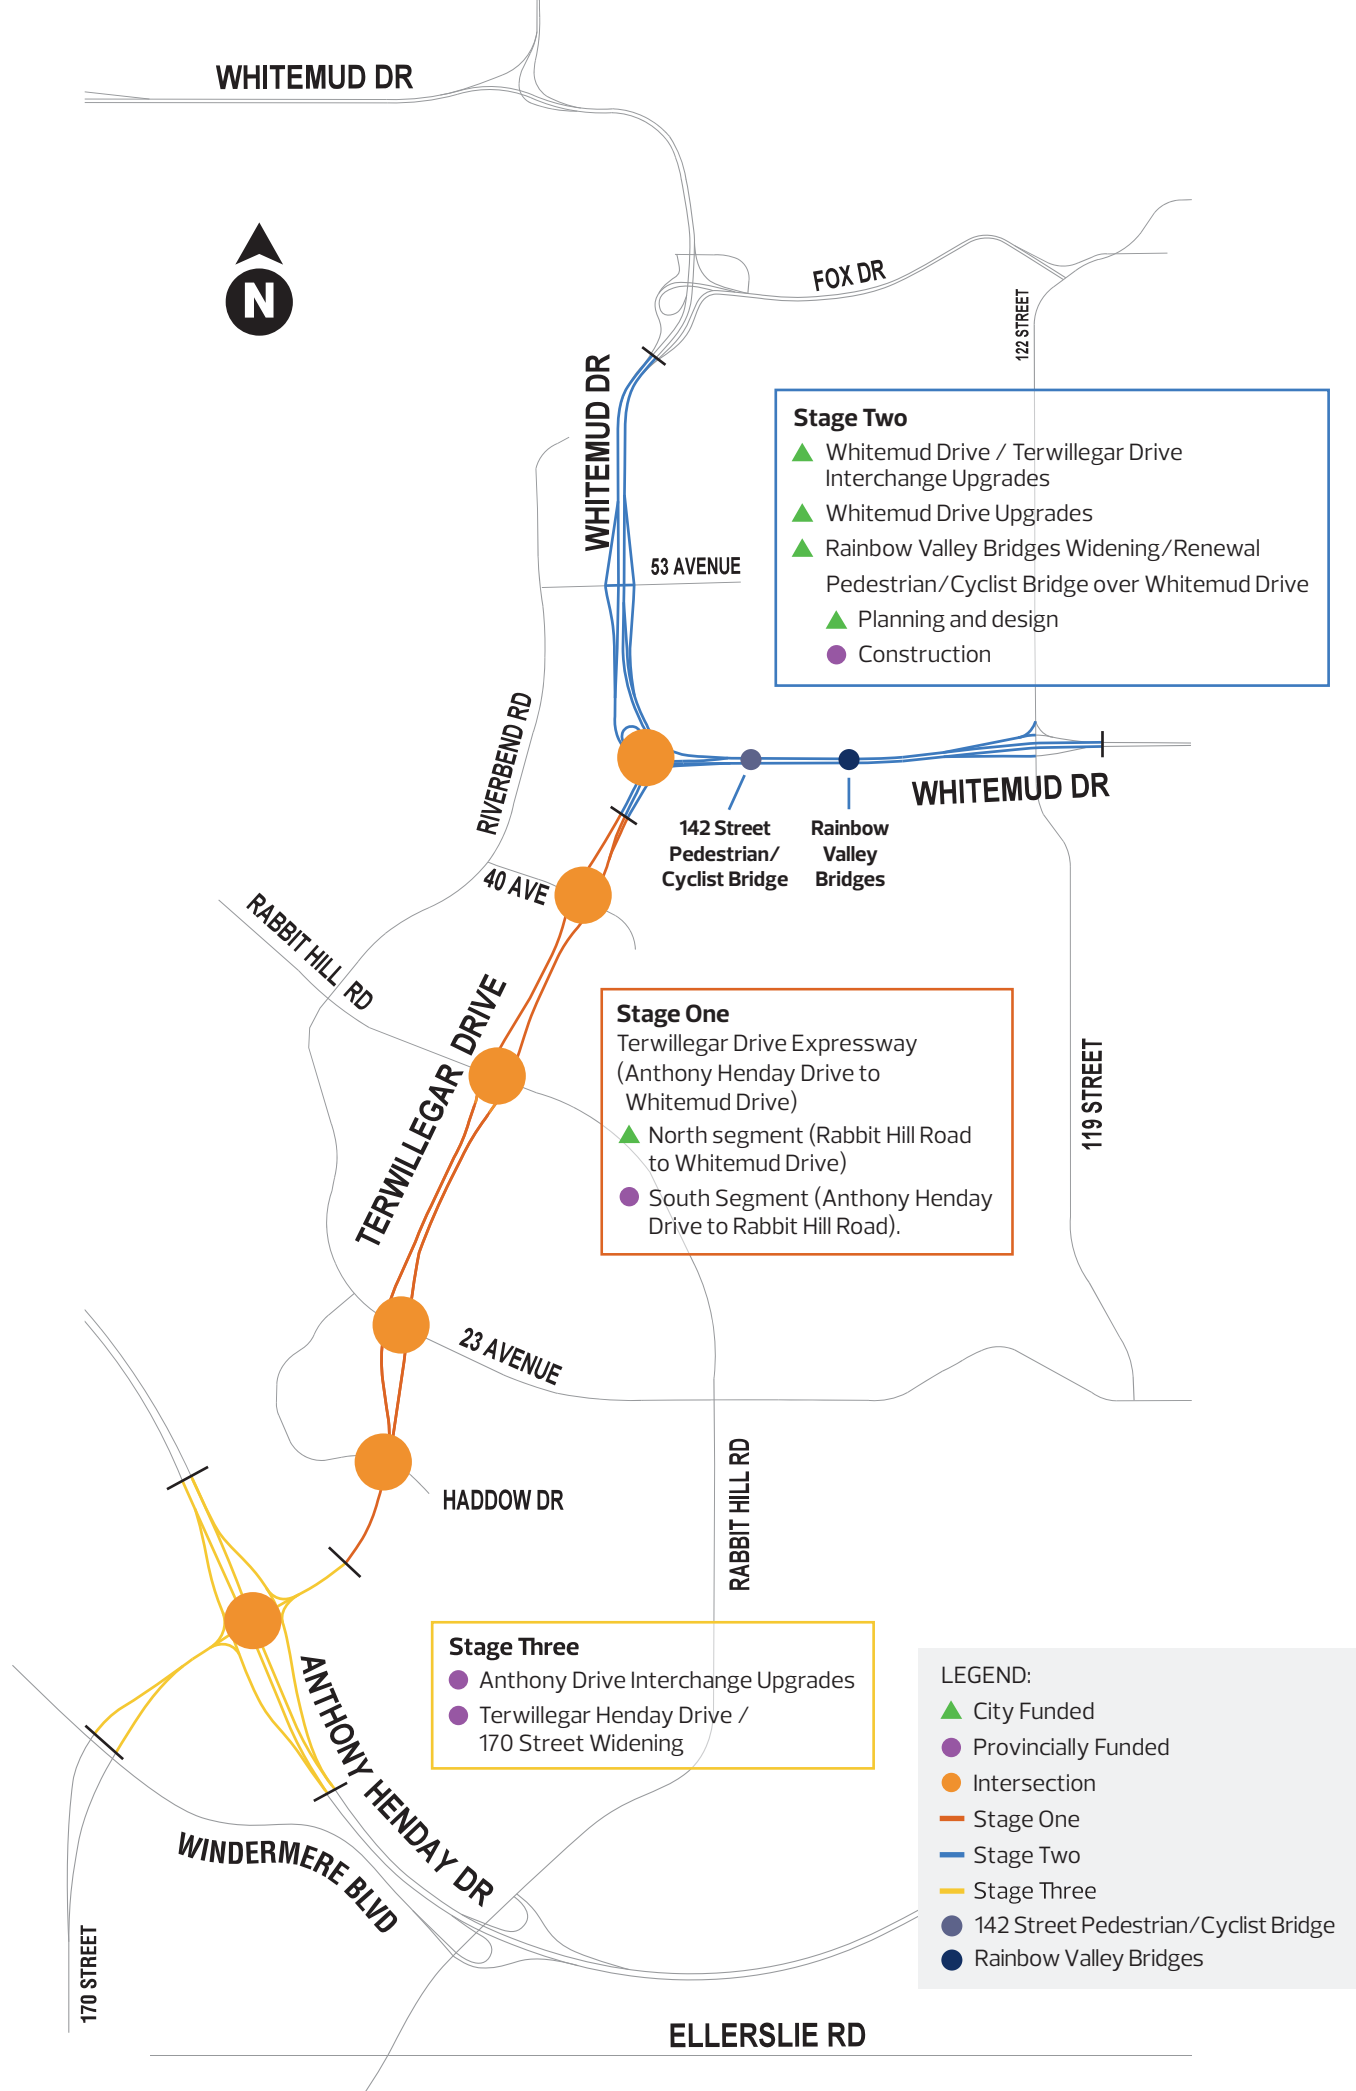 WHITEMUD DR
N
FOX DR
122 STREET
WHITEMUD DR
Stage Two
Whitemud Drive / Terwillegar Drive
Interchange Upgrades
Whitemud Drive Upgrades
Rainbow Valley Bridges Widening/Renewal
Pedestrian/Cyclist Bridge over Whitemud Drive
Planning and design
Construction
53 AVENUE
RIVERBEND RD
WHITEMUD DR
142 Street
Pedestrian/
Cyclist Bridge
Rainbow
Valley
Bridges
40 AVE
RABBIT HILL RD
TERWILLEGAR DRIVE
Stage One
Terwillegar Drive Expressway
(Anthony Henday Drive to
Whitemud Drive)
North segment (Rabbit Hill Road
to Whitemud Drive)
South Segment (Anthony Henday
Drive to Rabbit Hill Road).
119 STREET
23 AVENUE
HADDOW DR
RABBIT HILL RD
Stage Three
Anthony Drive Interchange Upgrades
Terwillegar Henday Drive /
170 Street Widening
ANTHONY HENDAY DR
WINDERMERE BLVD
170 STREET
LEGEND:
City Funded
Provincially Funded
Intersection
Stage One
Stage Two
Stage Three
142 Street Pedestrian/Cyclist Bridge
Rainbow Valley Bridges
ELLERSLIE RD